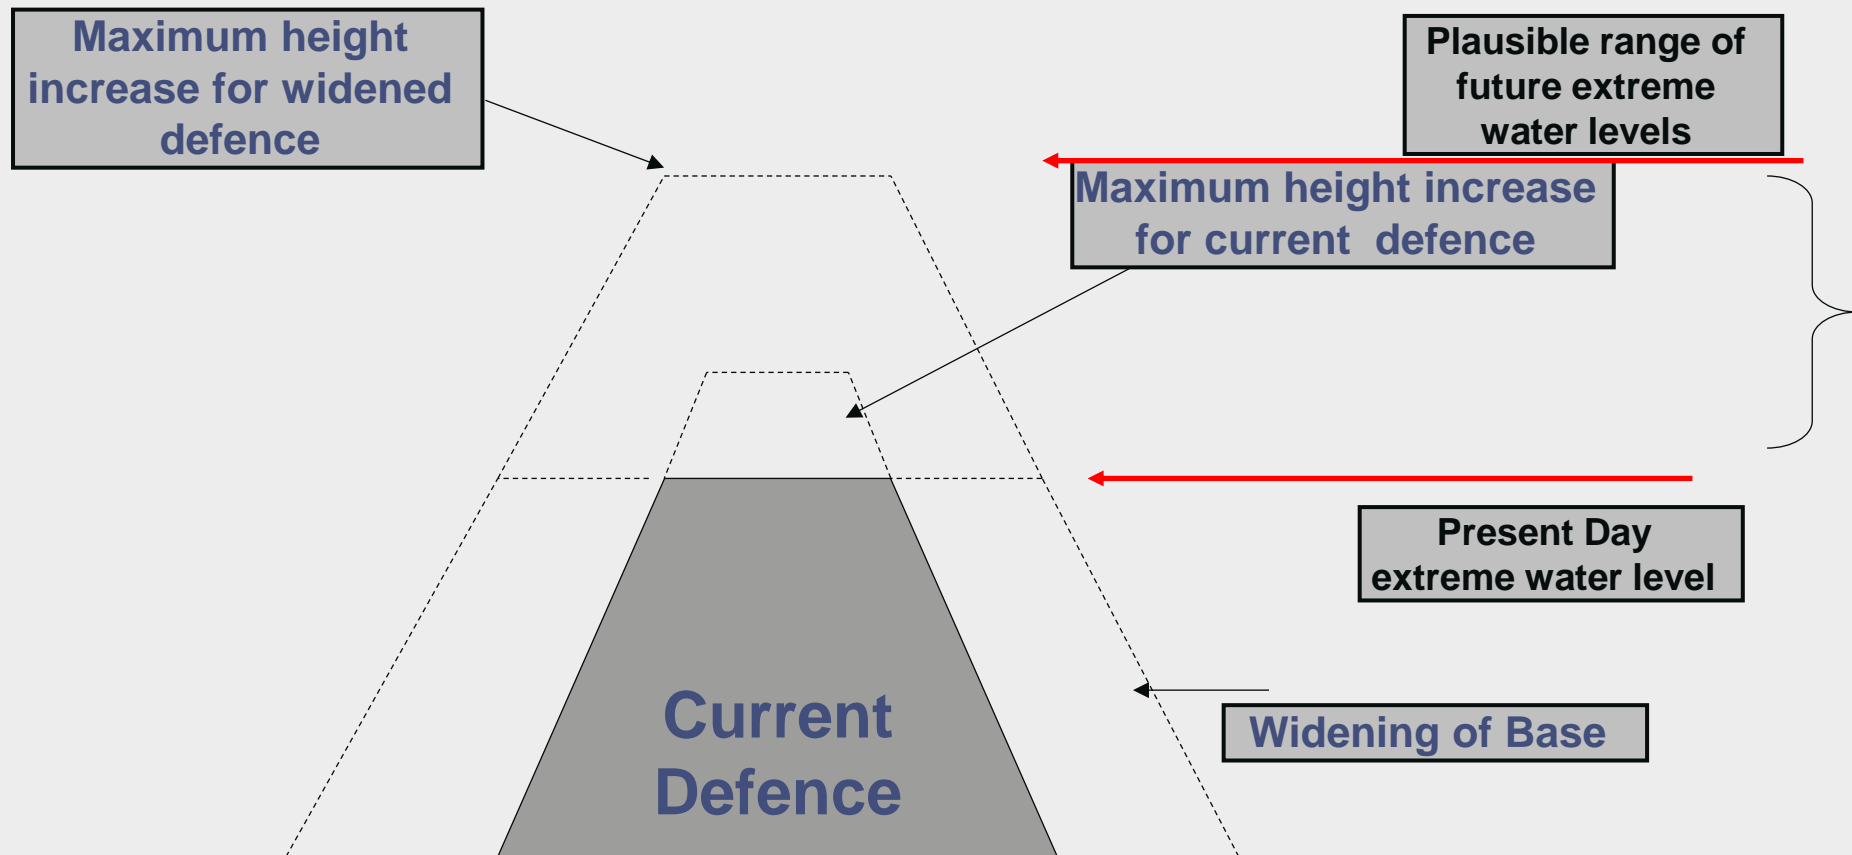 Maximum height
increase for widened
defence
Plausible range of
future extreme
water levels
Maximum height increase
for current defence
Present Day
extreme water level
Widening of Base
Current
Defence